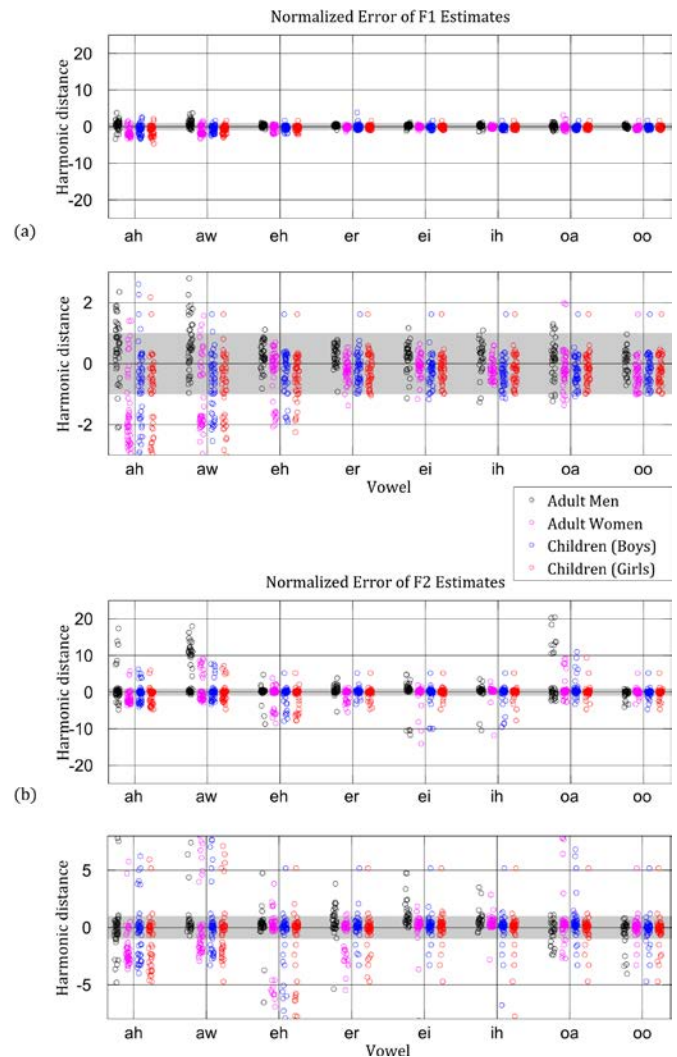 Normalized Error of F1 Estimates
Harmonic distance
20
10
0
-10
-20
ah aw eh er ei ih oa oo
(a)
Harmonic distance
2
0
-2
ah aw eh er ei ih oa oo
Vowel
Adult Men
Adult Women
Children (Boys)
Children (Girls)
Normalized Error of F2 Estimates
Harmonic distance
20
10
0
-10
-20
ah aw eh er ei ih oa oo
(b)
Harmonic distance
5
0
-5
ah aw eh er ei ih oa oo
Vowel